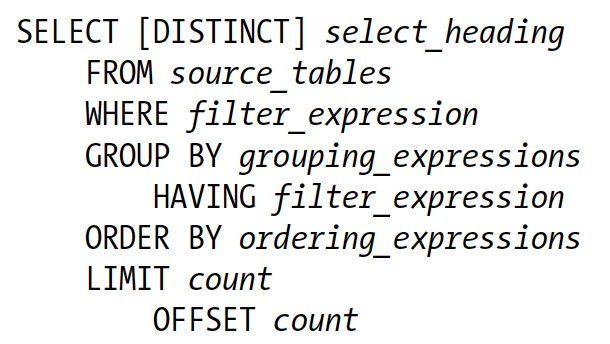 SELECT [DISTINCT] select_heading
FROM source_tables
WHERE filter_expression
GROUP BY grouping_expressions
HAVING filter_expression
ORDER BY ordering_expressions
LIMIT count
OFFSET count